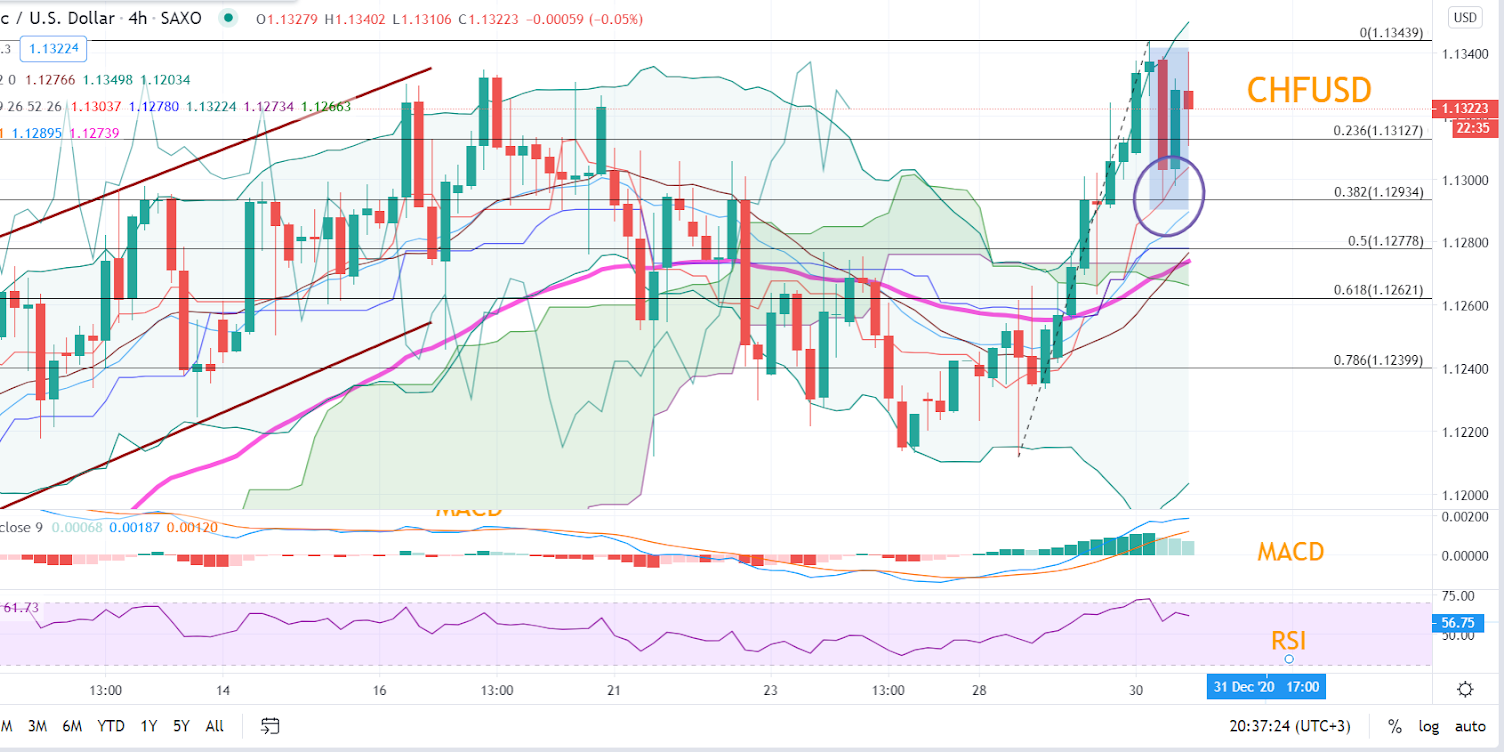 c / U.S. Dollar · 4h · SAXO O1.13279 H1.13402 L1.13106 C1.13223 −0.00059 (−0.05%)
USD
.3 1.13224
0(1.13439)
1.13400
2 0 1.12766 1.13498 1.12034
CHFUSD
9 26 52 26 1.13037 1.12780 1.13224 1.12734 1.12663
1.13223
22:35
1 1.12895 1.12739
0.236(1.13127)
1.13000
0.382(1.12934)
0.5(1.12778)
1.12800
0.618(1.12621)
1.12600
0.786(1.12399)
1.12400
1.12200
1.12000
MACD
0.00200
close 9 0.00068 0.00187 0.00120
MACD
0.00000
75.00
61.73
56.75
50.00
RSI
13:00 14 16 13:00 21 23 13:00 28 30 31 Dec '20 17:00
M 3M 6M YTD 1Y 5Y All 20:37:24 (UTC+3) % log auto